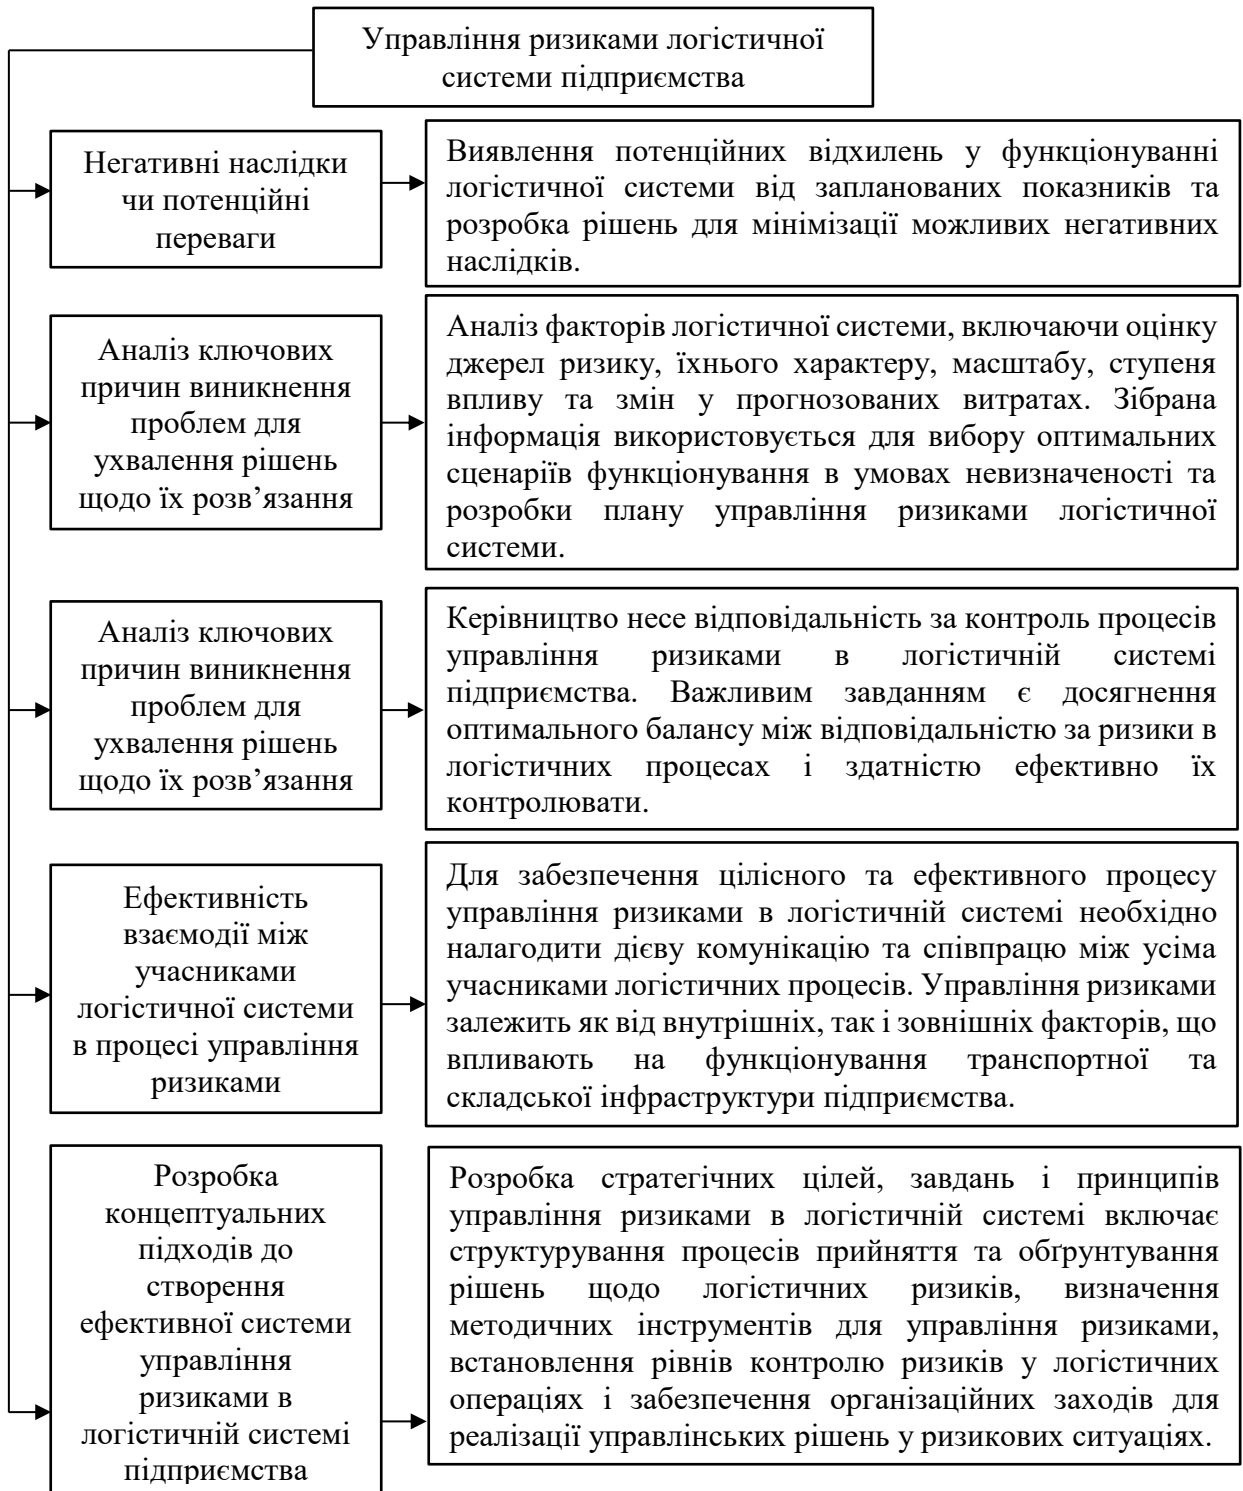 Управління ризиками логістичної
системи підприємства
Негативні наслідки
чи потенційні
переваги
Виявлення потенційних відхилень у функціонуванні
логістичної системи від запланованих показників та
розробка рішень для мінімізації можливих негативних
наслідків.
Аналіз ключових
причин виникнення
проблем для
ухвалення рішень
щодо їх розв’язання
Аналіз факторів логістичної системи, включаючи оцінку
джерел ризику, їхнього характеру, масштабу, ступеня
впливу та змін у прогнозованих витратах. Зібрана
інформація використовується для вибору оптимальних
сценаріїв функціонування в умовах невизначеності та
розробки плану управління ризиками логістичної
системи.
Аналіз ключових
причин виникнення
проблем для
ухвалення рішень
щодо їх розв’язання
Керівництво несе відповідальність за контроль процесів
управління ризиками в логістичній системі
підприємства. Важливим завданням є досягнення
оптимального балансу між відповідальністю за ризики в
логістичних процесах і здатністю ефективно їх
контролювати.
Ефективність
взаємодії між
учасниками
логістичної системи
в процесі управління
ризиками
Для забезпечення цілісного та ефективного процесу
управління ризиками в логістичній системі необхідно
налагодити дієву комунікацію та співпрацю між усіма
учасниками логістичних процесів. Управління ризиками
залежить як від внутрішніх, так і зовнішніх факторів, що
впливають на функціонування транспортної та
складської інфраструктури підприємства.
Розробка
концептуальних
підходів до
створення
ефективної системи
управління
ризиками в
логістичній системі
підприємства
Розробка стратегічних цілей, завдань і принципів
управління ризиками в логістичній системі включає
структурування процесів прийняття та обґрунтування
рішень щодо логістичних ризиків, визначення
методичних інструментів для управління ризиками,
встановлення рівнів контролю ризиків у логістичних
операціях і забезпечення організаційних заходів для
реалізації управлінських рішень у ризикових ситуаціях.